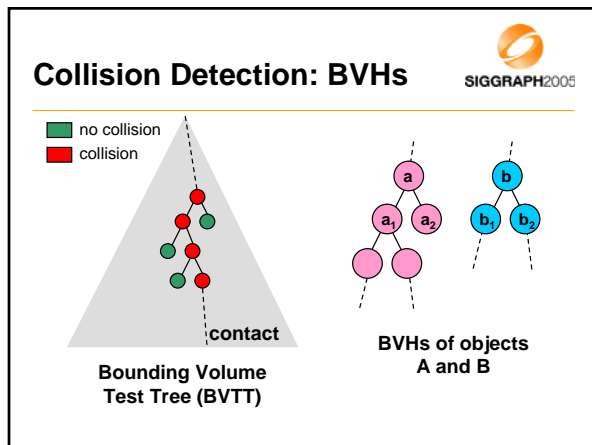 Collision Detection: BVHs
SIGGRAPH2005
no collision
collision
contact
Bounding Volume
Test Tree (BVTT)
a
a1
a2
b
b1
b2
BVHs of objects
A and B